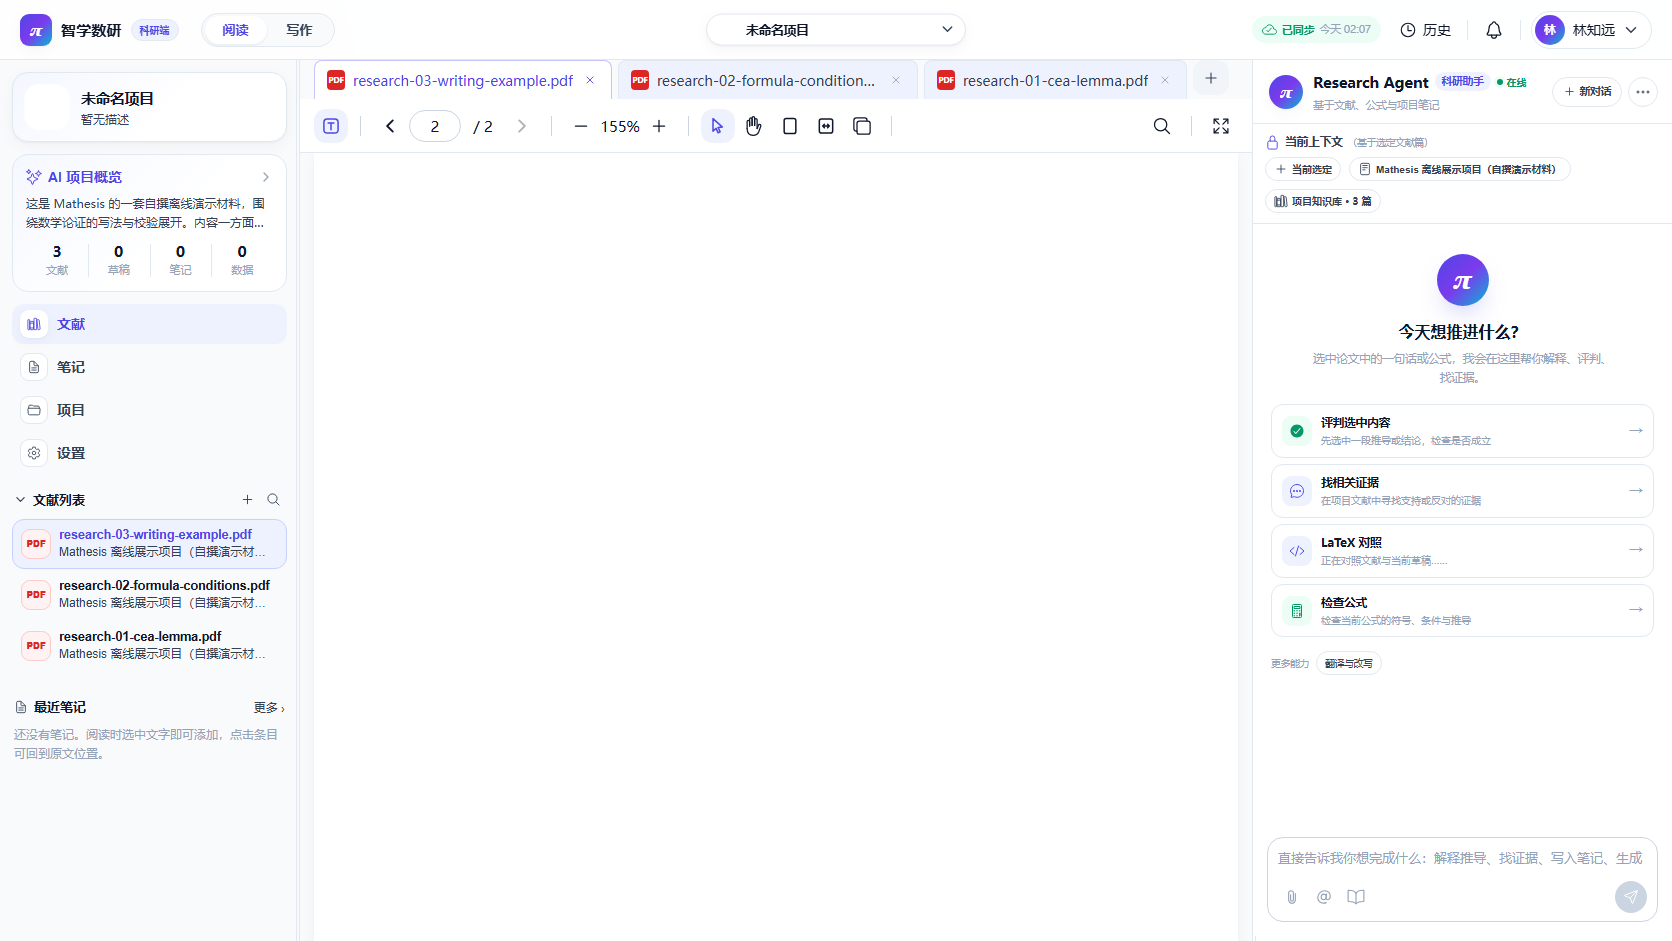 π 智学数研 科研端 阅读 写作 未命名项目 已同步 今天 02:07 历史 林 林知远
未命名项目
暂无描述
AI 项目概览
这是 Mathesis 的一套自撰离线演示材料，围
绕数学论证的写法与校验展开。内容一方面...
3 0 0 0
文献 草稿 笔记 数据
文献
笔记
项目
设置
文献列表
PDF research-03-writing-example.pdf
Mathesis 离线展示项目（自撰演示材...
PDF research-02-formula-conditions.pdf
Mathesis 离线展示项目（自撰演示材...
PDF research-01-cea-lemma.pdf
Mathesis 离线展示项目（自撰演示材...
最近笔记 更多 ›
还没有笔记。阅读时选中文字即可添加，点击条目
可回到原文位置。
PDF research-03-writing-example.pdf × PDF research-02-formula-condition... × PDF research-01-cea-lemma.pdf × +
T 2 / 2 — 155% +
π Research Agent 科研助手 在线
基于文献、公式与项目笔记
+ 新对话 ...
当前上下文 （基于选定文献篇）
+ 当前选定 Mathesis 离线展示项目（自撰演示材料）
项目知识库 • 3 篇
π
今天想推进什么?
选中论文中的一句话或公式，我会在这里帮你解释、评判、
找证据。
评判选中内容
先选中一段推导或结论，检查是否成立 →
找相关证据
在项目文献中寻找支持或反对的证据 →
LaTeX 对照
正在对照文献与当前草稿...... →
检查公式
检查当前公式的符号、条件与推导 →
更多能力 翻译与改写
直接告诉我你想完成什么：解释推导、找证据、写入笔记、生成
@